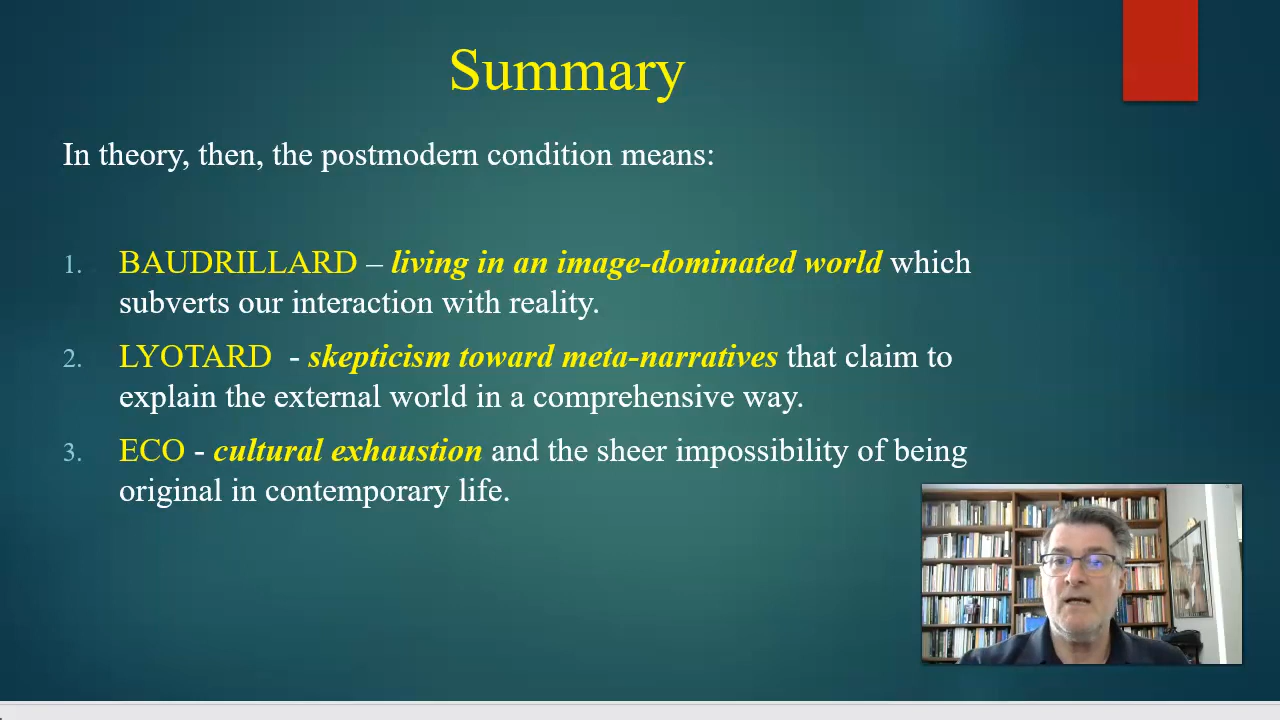 Summary
In theory, then, the postmodern condition means:
1. BAUDRILLARD – living in an image-dominated world which
subverts our interaction with reality.
2. LYOTARD - skepticism toward meta-narratives that claim to
explain the external world in a comprehensive way.
3. ECO - cultural exhaustion and the sheer impossibility of being
original in contemporary life.